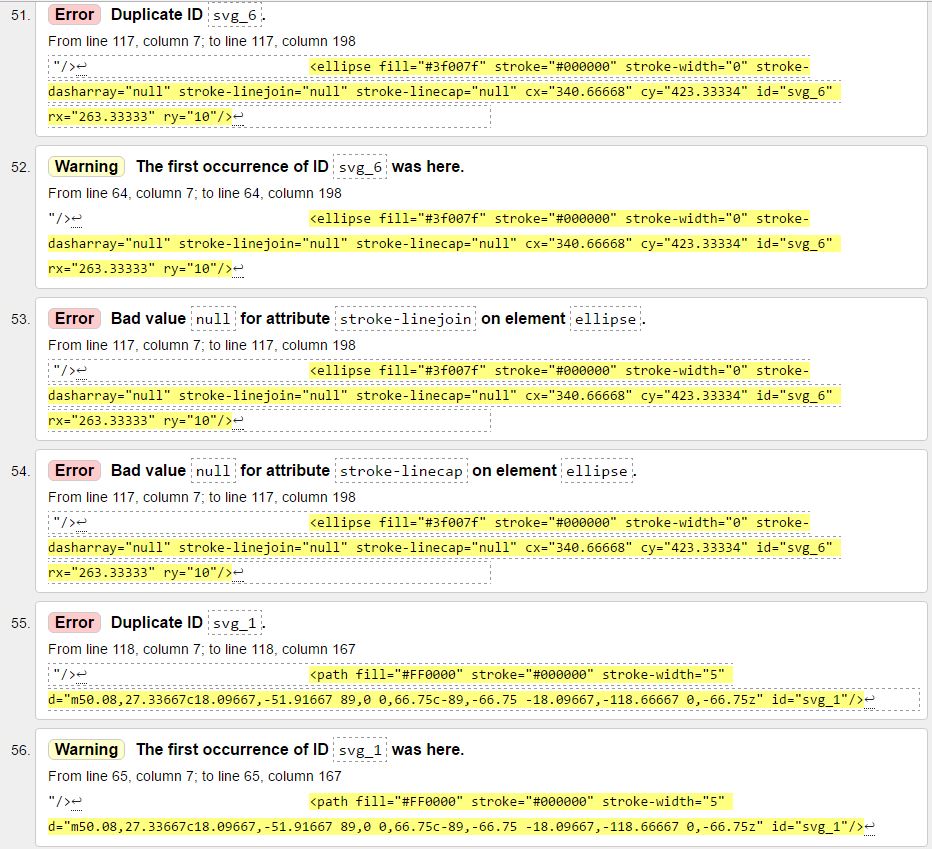 51. Error Duplicate ID svg_6.
From line 117, column 7; to line 117, column 198
"/>↩ <ellipse fill="#3f007f" stroke="#000000" stroke-width="0" stroke-
dasharray="null" stroke-linejoin="null" stroke-linecap="null" cx="340.66668" cy="423.33334" id="svg_6"
rx="263.33333" ry="10"/>↩
52. Warning The first occurrence of ID svg_6 was here.
From line 64, column 7; to line 64, column 198
"/>↩ <ellipse fill="#3f007f" stroke="#000000" stroke-width="0" stroke-
dasharray="null" stroke-linejoin="null" stroke-linecap="null" cx="340.66668" cy="423.33334" id="svg_6"
rx="263.33333" ry="10"/>↩
53. Error Bad value null for attribute stroke-linejoin on element ellipse.
From line 117, column 7; to line 117, column 198
"/>↩ <ellipse fill="#3f007f" stroke="#000000" stroke-width="0" stroke-
dasharray="null" stroke-linejoin="null" stroke-linecap="null" cx="340.66668" cy="423.33334" id="svg_6"
rx="263.33333" ry="10"/>↩
54. Error Bad value null for attribute stroke-linecap on element ellipse.
From line 117, column 7; to line 117, column 198
"/>↩ <ellipse fill="#3f007f" stroke="#000000" stroke-width="0" stroke-
dasharray="null" stroke-linejoin="null" stroke-linecap="null" cx="340.66668" cy="423.33334" id="svg_6"
rx="263.33333" ry="10"/>↩
55. Error Duplicate ID svg_1.
From line 118, column 7; to line 118, column 167
"/>↩ <path fill="#FF0000" stroke="#000000" stroke-width="5"
d="m50.08,27.33667c18.09667,-51.91667 89,0 0,66.75c-89,-66.75 -18.09667,-118.66667 0,-66.75z" id="svg_1"/>↩
56. Warning The first occurrence of ID svg_1 was here.
From line 65, column 7; to line 65, column 167
"/>↩ <path fill="#FF0000" stroke="#000000" stroke-width="5"
d="m50.08,27.33667c18.09667,-51.91667 89,0 0,66.75c-89,-66.75 -18.09667,-118.66667 0,-66.75z" id="svg_1"/>↩